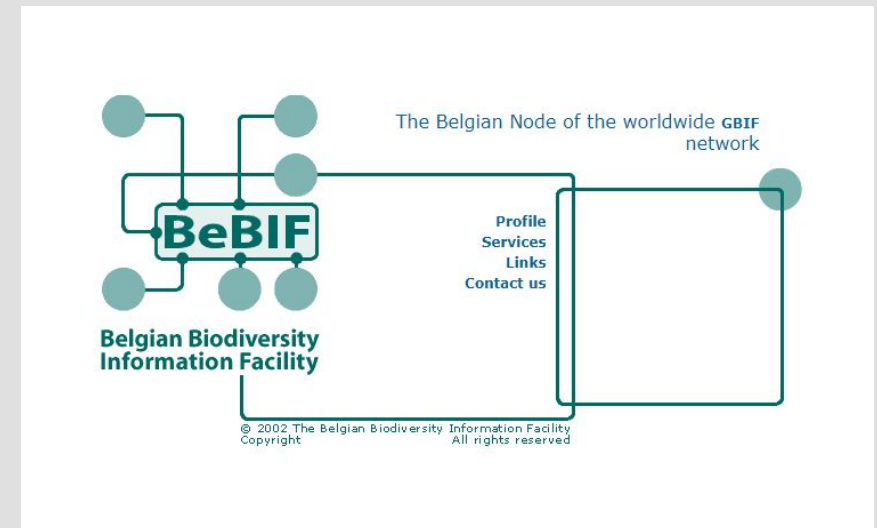 The Belgian Node of the worldwide GBIF
network
BeBIF
Profile
Services
Links
Contact us
Belgian Biodiversity
Information Facility
© 2002 The Belgian Biodiversity Information Facility
Copyright All rights reserved